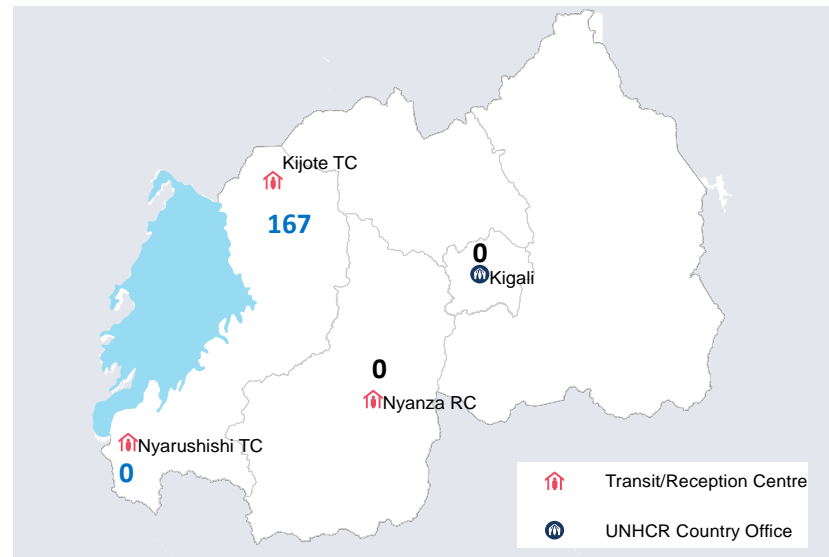 Kijote TC
167
0
Kigali
0
Nyanza RC
Nyarushishi TC
0
Transit/Reception Centre
UNHCR Country Office